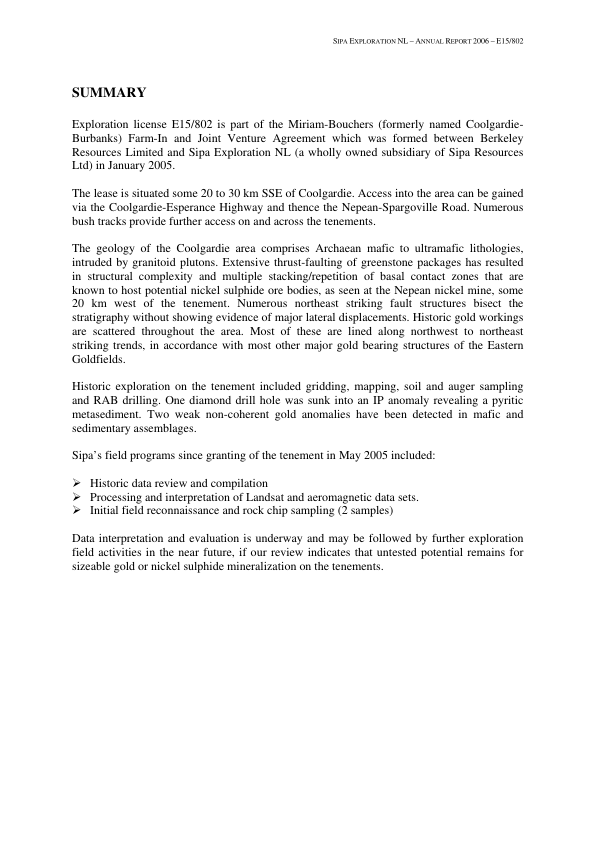 SIPA EXPLORATION NL – ANNUAL REPORT 2006 – E15/802
SUMMARY
Exploration license E15/802 is part of the Miriam-Bouchers (formerly named Coolgardie-
Burbanks) Farm-In and Joint Venture Agreement which was formed between Berkeley
Resources Limited and Sipa Exploration NL (a wholly owned subsidiary of Sipa Resources
Ltd) in January 2005.
The lease is situated some 20 to 30 km SSE of Coolgardie. Access into the area can be gained
via the Coolgardie-Esperance Highway and thence the Nepean-Spargoville Road. Numerous
bush tracks provide further access on and across the tenements.
The geology of the Coolgardie area comprises Archaean mafic to ultramafic lithologies,
intruded by granitoid plutons. Extensive thrust-faulting of greenstone packages has resulted
in structural complexity and multiple stacking/repetition of basal contact zones that are
known to host potential nickel sulphide ore bodies, as seen at the Nepean nickel mine, some
20 km west of the tenement. Numerous northeast striking fault structures bisect the
stratigraphy without showing evidence of major lateral displacements. Historic gold workings
are scattered throughout the area. Most of these are lined along northwest to northeast
striking trends, in accordance with most other major gold bearing structures of the Eastern
Goldfields.
Historic exploration on the tenement included gridding, mapping, soil and auger sampling
and RAB drilling. One diamond drill hole was sunk into an IP anomaly revealing a pyritic
metasediment. Two weak non-coherent gold anomalies have been detected in mafic and
sedimentary assemblages.
Sipa's field programs since granting of the tenement in May 2005 included:
➢ Historic data review and compilation
➢ Processing and interpretation of Landsat and aeromagnetic data sets.
➢ Initial field reconnaissance and rock chip sampling (2 samples)
Data interpretation and evaluation is underway and may be followed by further exploration
field activities in the near future, if our review indicates that untested potential remains for
sizeable gold or nickel sulphide mineralization on the tenements.